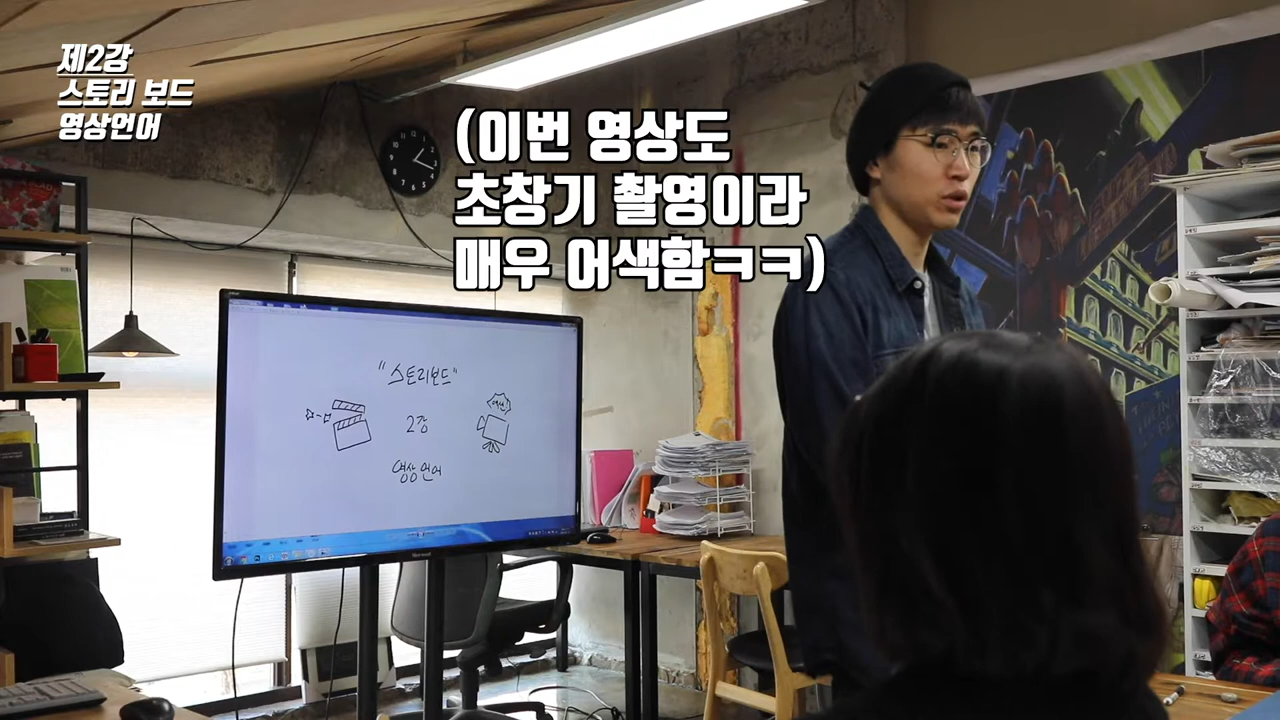 제2강
스토리 보드
영상언어
(이번 영상도
초창기 촬영이라
매우 어색함ㅋㅋ)
"스토리보드"
2강
영상언어